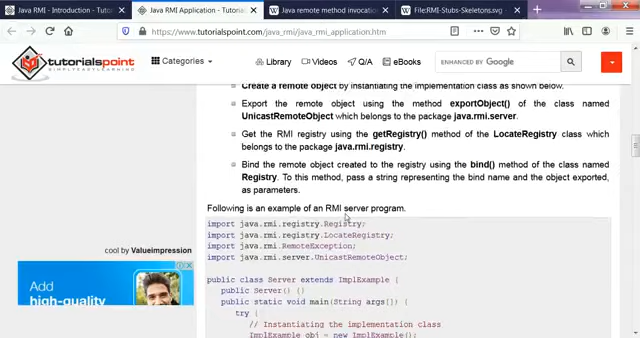 Java RMI - Introduction - Tutori
Java RMI Application - Tutorials
Java remote method invocation
File:RMI-Stubs-Skeletons.svg
https://www.tutorialspoint.com/java_rmi/java_rmi_application.htm
tutorialspoint
SIMPLYEASYLEARNING
Categories
Library
Videos
Q/A
eBooks
ENHANCED BY Google
Create a remote object by instantiating the implementation class as shown below.
Export the remote object using the method exportObject() of the class named
UnicastRemoteObject which belongs to the package java.rmi.server.
Get the RMI registry using the getRegistry() method of the LocateRegistry class which
belongs to the package java.rmi.registry.
Bind the remote object created to the registry using the bind() method of the class named
Registry. To this method, pass a string representing the bind name and the object exported,
as parameters.
Following is an example of an RMI server program.
import java.rmi.registry.Registry;
import java.rmi.registry.LocateRegistry;
import java.rmi.RemoteException;
import java.rmi.server.UnicastRemoteObject;
public class Server extends ImplExample {
public Server() {}
public static void main(String args[]) {
try {
// Instantiating the implementation class
ImplExample obj = new ImplExample();
cool by Valueimpression
Add
high-quality